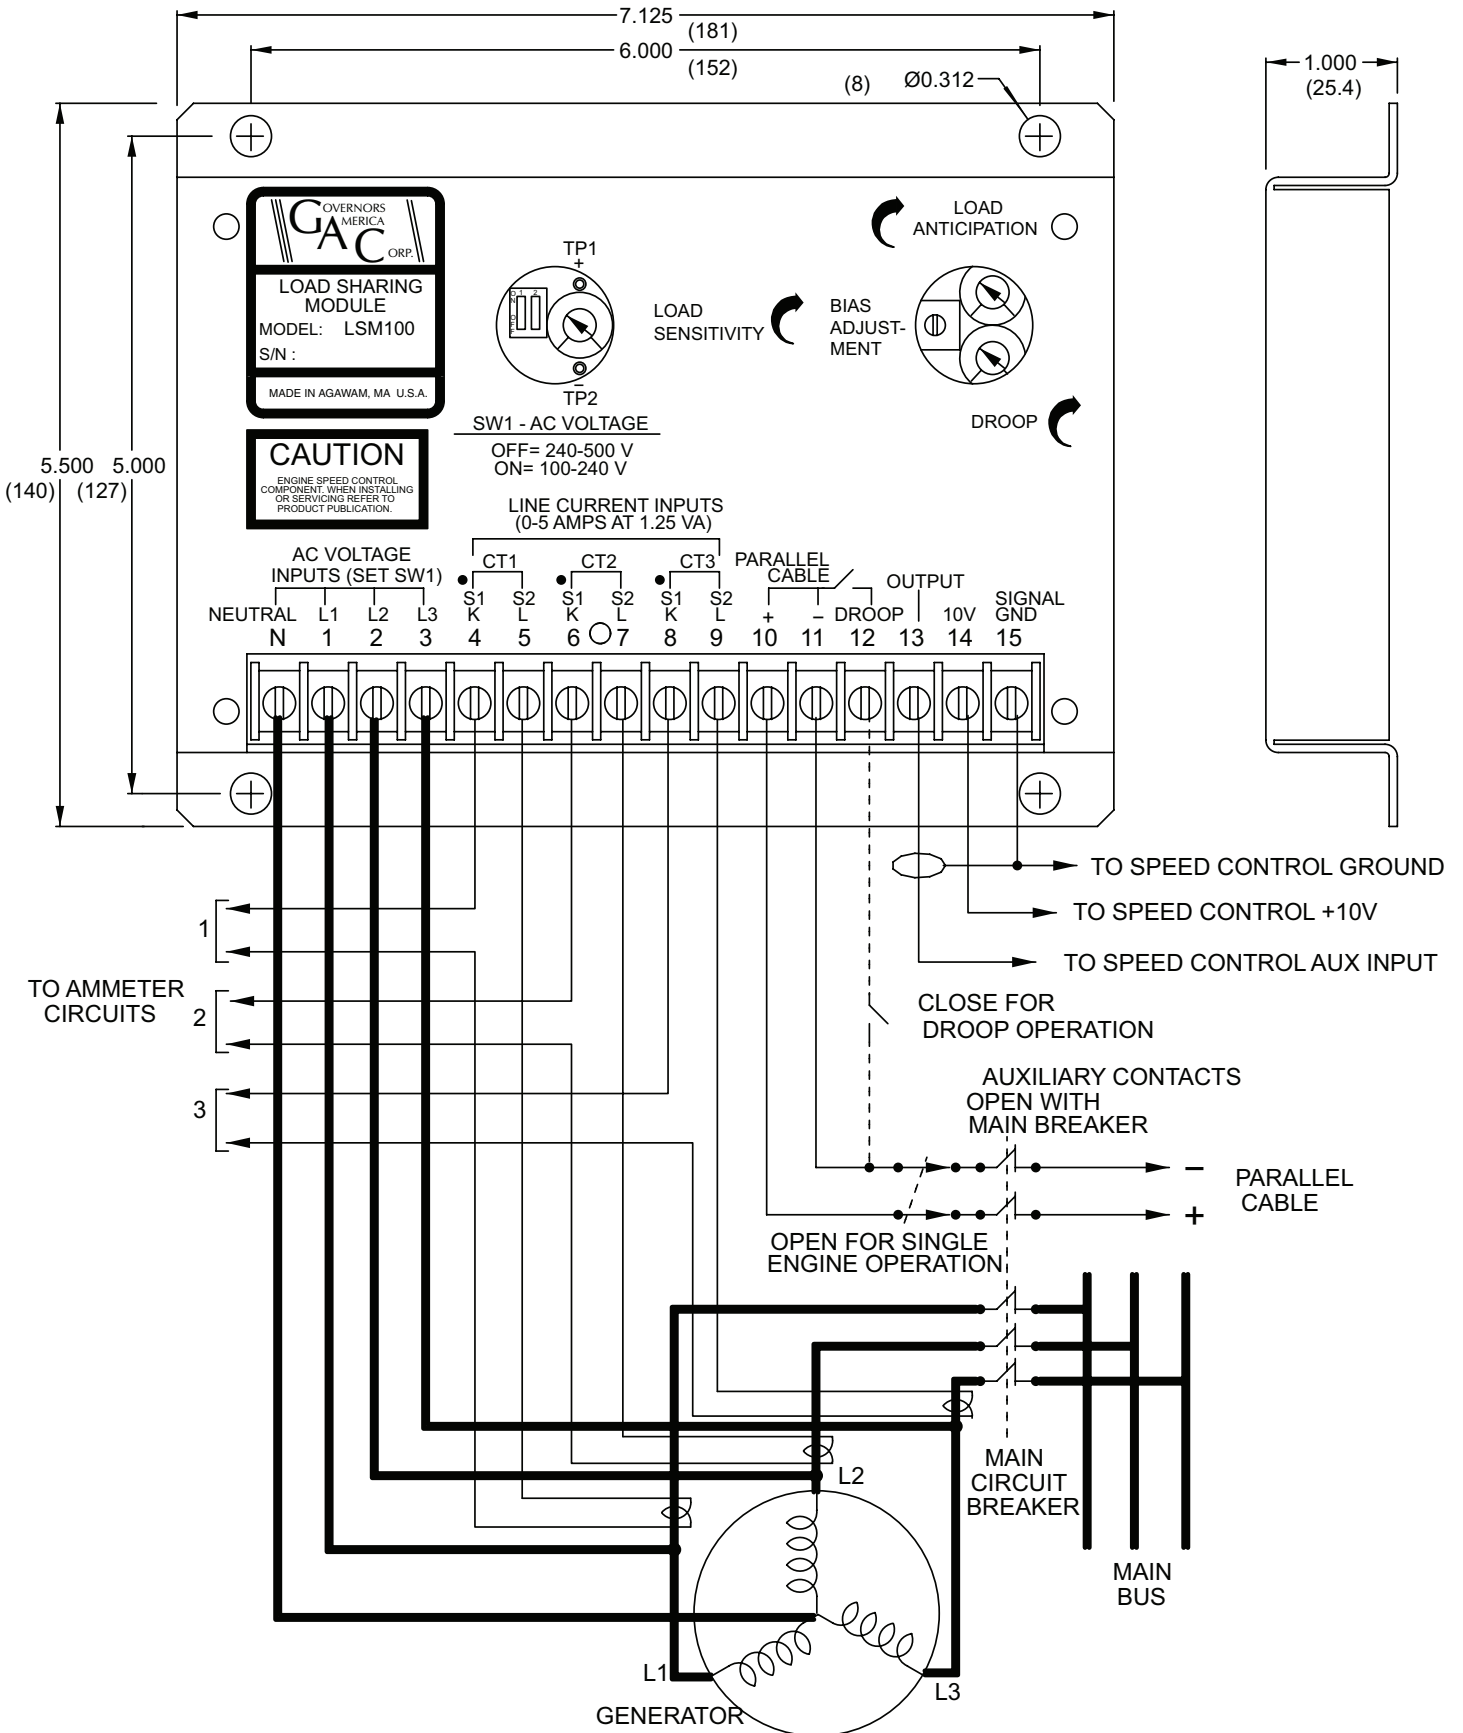 7.125
(181)
6.000
(152)
(8) Ø0.312
1.000
(25.4)
5.500
(140)
5.000
(127)
GOVERNORS
AMERICA
CORP.
LOAD SHARING
MODULE
MODEL: LSM100
S/N :
MADE IN AGAWAM, MA U.S.A.
CAUTION
ENGINE SPEED CONTROL
COMPONENT. WHEN INSTALLING
OR SERVICING REFER TO
PRODUCT PUBLICATION.
TP1
+
1 2
ON
OFF
–
TP2
SW1 - AC VOLTAGE
OFF= 240-500 V
ON= 100-240 V
LOAD
SENSITIVITY
LOAD
ANTICIPATION
BIAS
ADJUST-
MENT
DROOP
LINE CURRENT INPUTS
(0-5 AMPS AT 1.25 VA)
AC VOLTAGE
INPUTS (SET SW1)
CT1 CT2 CT3
PARALLEL
CABLE
OUTPUT
S1 S2 S1 S2 S1 S2 SIGNAL
NEUTRAL L1 L2 L3 K L K L K L + – DROOP 10V GND
N 1 2 3 4 5 6 7 8 9 10 11 12 13 14 15
TO SPEED CONTROL GROUND
TO SPEED CONTROL +10V
TO SPEED CONTROL AUX INPUT
1
TO AMMETER
CIRCUITS
2
3
CLOSE FOR
DROOP OPERATION
AUXILIARY CONTACTS
OPEN WITH
MAIN BREAKER
–
+
PARALLEL
CABLE
OPEN FOR SINGLE
ENGINE OPERATION
MAIN
CIRCUIT
BREAKER
MAIN
BUS
L2
L1
L3
GENERATOR